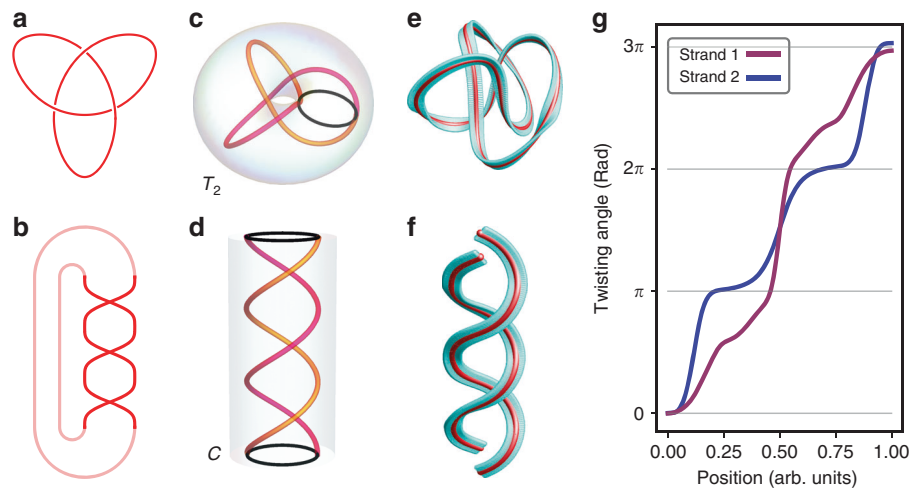 a
c
e
g
T2
b
d
f
C
Strand 1
Strand 2
Twisting angle (Rad)
3π
2π
π
0
0.00
0.25
0.50
0.75
1.00
Position (arb. units)